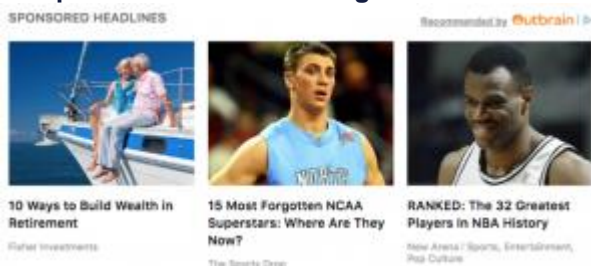 SPONSORED HEADLINES
Recommended by Outbrain
NORTH
10 Ways to Build Wealth in
Retirement
Fisher Investments
15 Most Forgotten NCAA
Superstars: Where Are They
Now?
The Sports Drop
RANKED: The 32 Greatest
Players in NBA History
New Arena | Sports, Entertainment,
Pop Culture